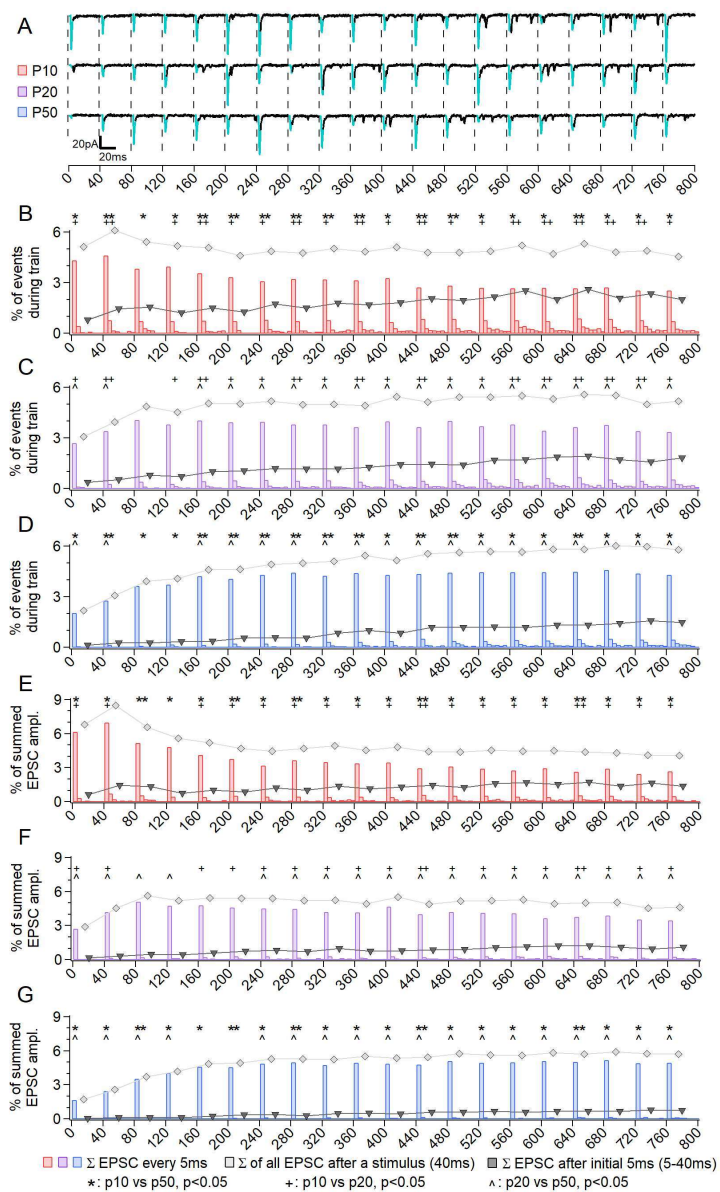 A
P10
P20
P50
20pA
20ms
0 40 80 120 160 200 240 280 320 360 400 440 480 520 560 600 640 680 720 760 800
B
% of events
during train
6
3
0
0 40 80 120 160 200 240 280 320 360 400 440 480 520 560 600 640 680 720 760 800
C
% of events
during train
6
3
0
0 40 80 120 160 200 240 280 320 360 400 440 480 520 560 600 640 680 720 760 800
D
% of events
during train
6
3
0
0 40 80 120 160 200 240 280 320 360 400 440 480 520 560 600 640 680 720 760 800
E
% of summed
EPSC ampl.
9
6
3
0
0 40 80 120 160 200 240 280 320 360 400 440 480 520 560 600 640 680 720 760 800
F
% of summed
EPSC ampl.
9
6
3
0
0 40 80 120 160 200 240 280 320 360 400 440 480 520 560 600 640 680 720 760 800
G
% of summed
EPSC ampl.
9
6
3
0
0 40 80 120 160 200 240 280 320 360 400 440 480 520 560 600 640 680 720 760 800
Σ EPSC every 5ms Σ of all EPSC after a stimulus (40ms) Σ EPSC after initial 5ms (5-40ms)
*: p10 vs p50, p<0.05 +: p10 vs p20, p<0.05 ^: p20 vs p50, p<0.05